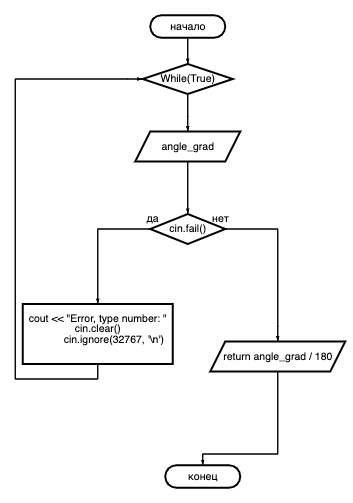 начало
While(True)
angle_grad
да
нет
cin.fail()
cout << "Error, type number: "
cin.clear()
cin.ignore(32767, '\n')
return angle_grad / 180
конец